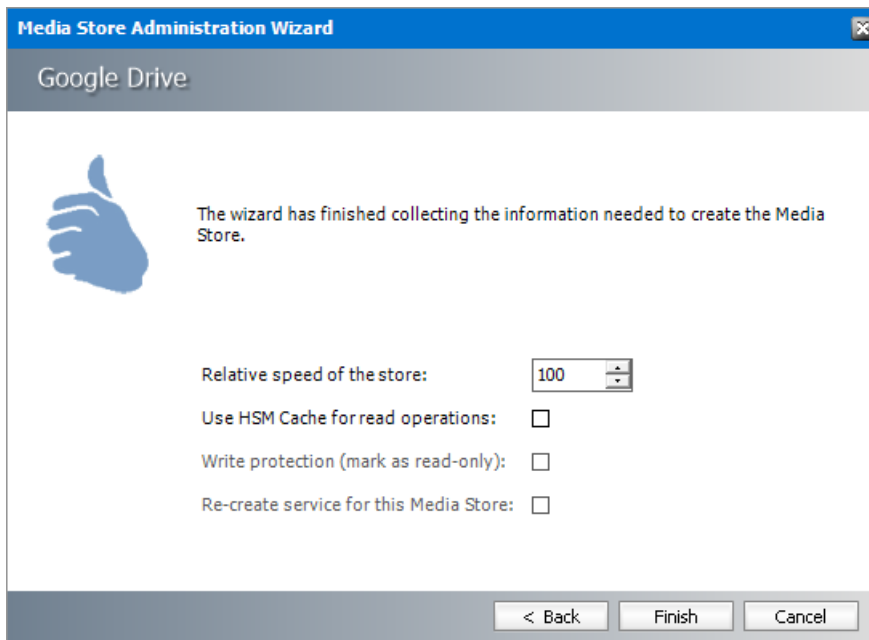 Media Store Administration Wizard
Google Drive
The wizard has finished collecting the information needed to create the Media
Store.
Relative speed of the store: 100
Use HSM Cache for read operations:
Write protection (mark as read-only):
Re-create service for this Media Store:
< Back Finish Cancel